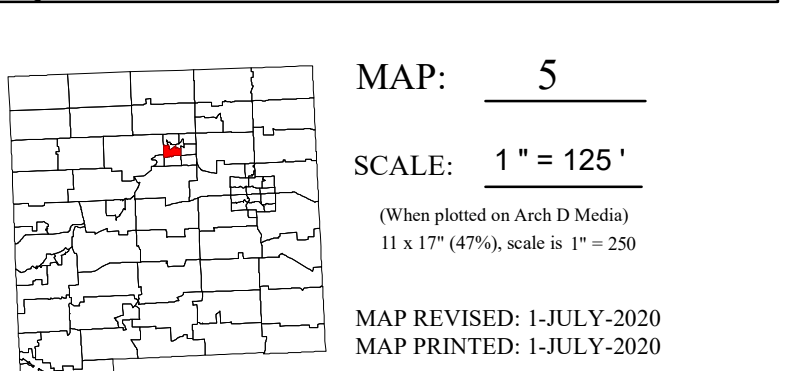 MAP: 5
SCALE: 1 " = 125 '
(When plotted on Arch D Media)
11 x 17" (47%), scale is 1" = 250
MAP REVISED: 1-JULY-2020
MAP PRINTED: 1-JULY-2020